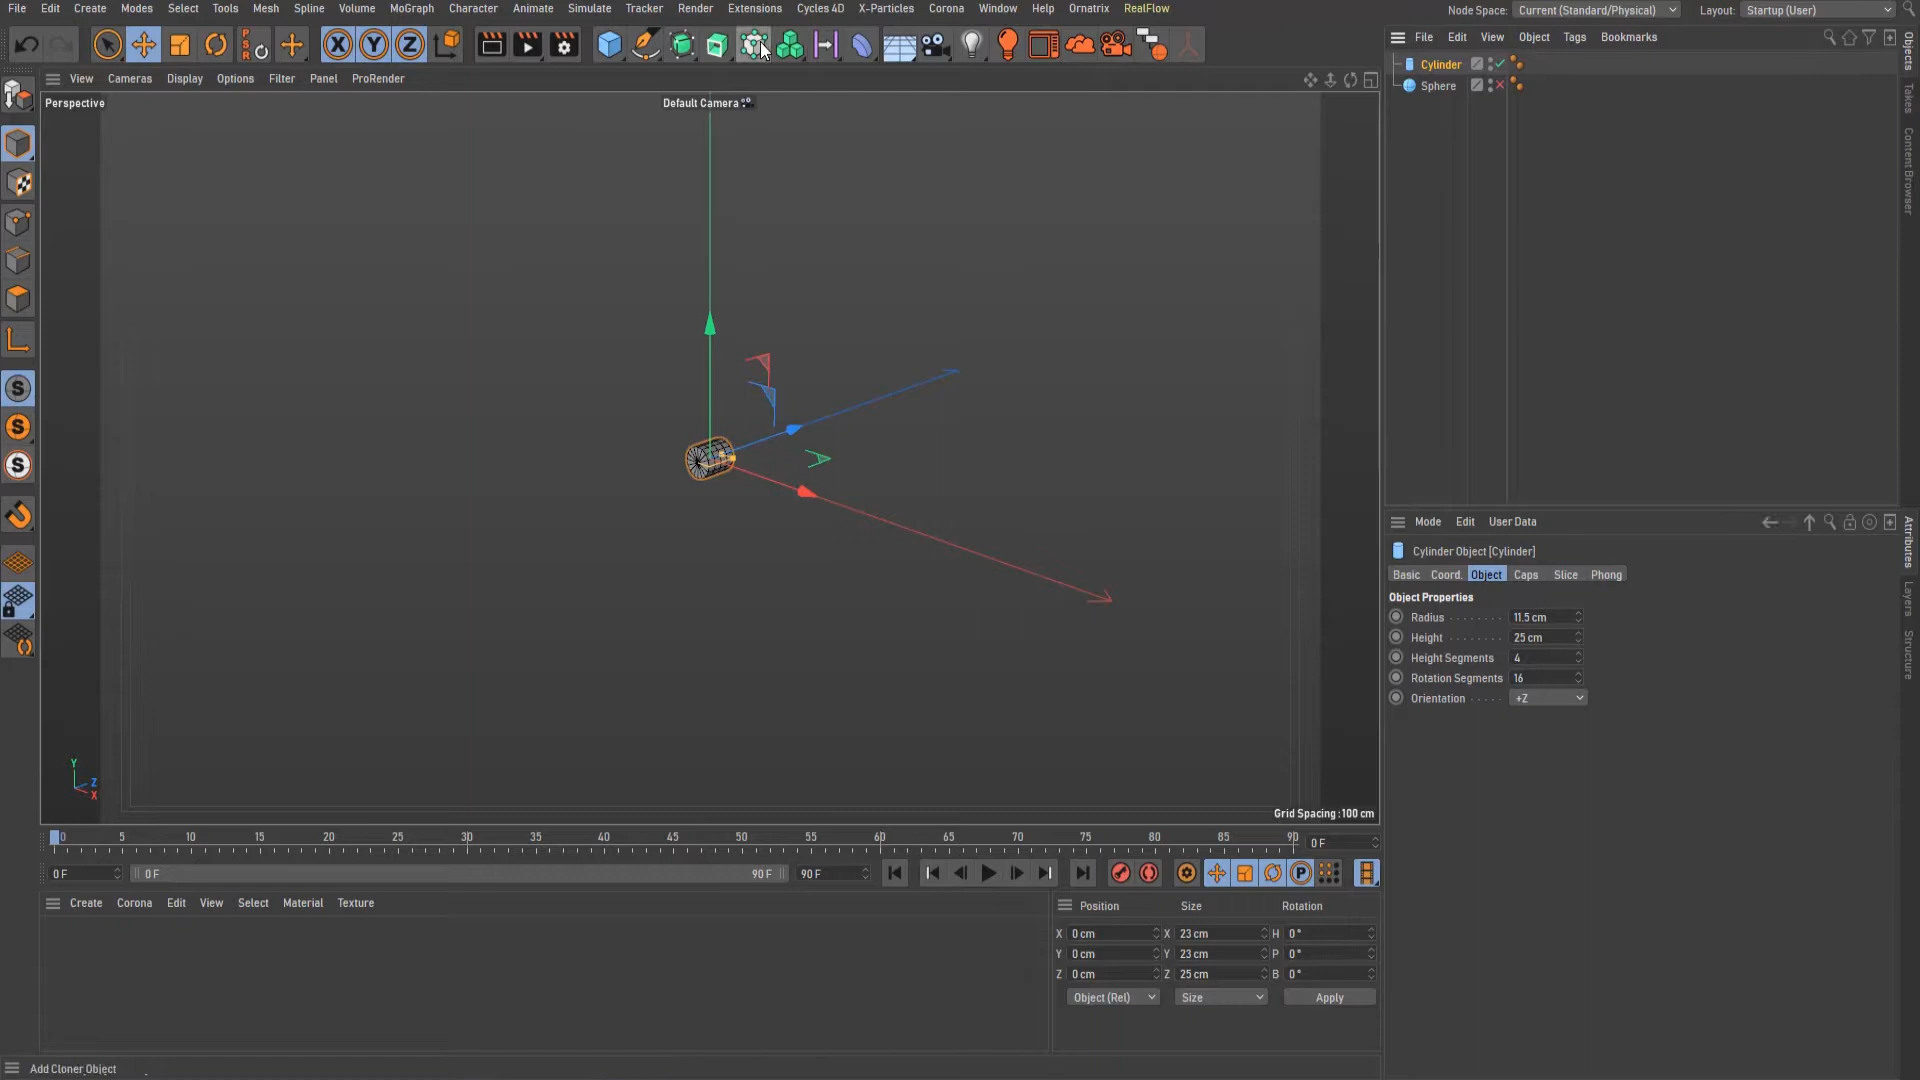 File Edit Create Modes Select Tools Mesh Spline Volume MoGraph Character Animate Simulate Tracker Render Extensions Cycles 4D X-Particles Corona Window Help Ornatrix RealFlow
Node Space: Current (Standard/Physical) Layout: Startup (User)
P S R X Y Z
File Edit View Object Tags Bookmarks
View Cameras Display Options Filter Panel ProRender
Cylinder
Sphere
Perspective
Default Camera
Objects
Takes
Content Browser
S
S
S
Mode Edit User Data
Cylinder Object [Cylinder]
Basic Coord. Object Caps Slice Phong
Object Properties
Radius 11.5 cm
Height 25 cm
Height Segments 4
Rotation Segments 16
Orientation +Z
Attributes
Layers
Structure
Y
Z
X
Grid Spacing : 100 cm
0 5 10 15 20 25 30 35 40 45 50 55 60 65 70 75 80 85 90 0 F
0 F 0 F 90 F 90 F P
Create Corona Edit View Select Material Texture
Position Size Rotation
X 0 cm X 23 cm H 0 °
Y 0 cm Y 23 cm P 0 °
Z 0 cm Z 25 cm B 0 °
Object (Rel) Size Apply
Add Cloner Object